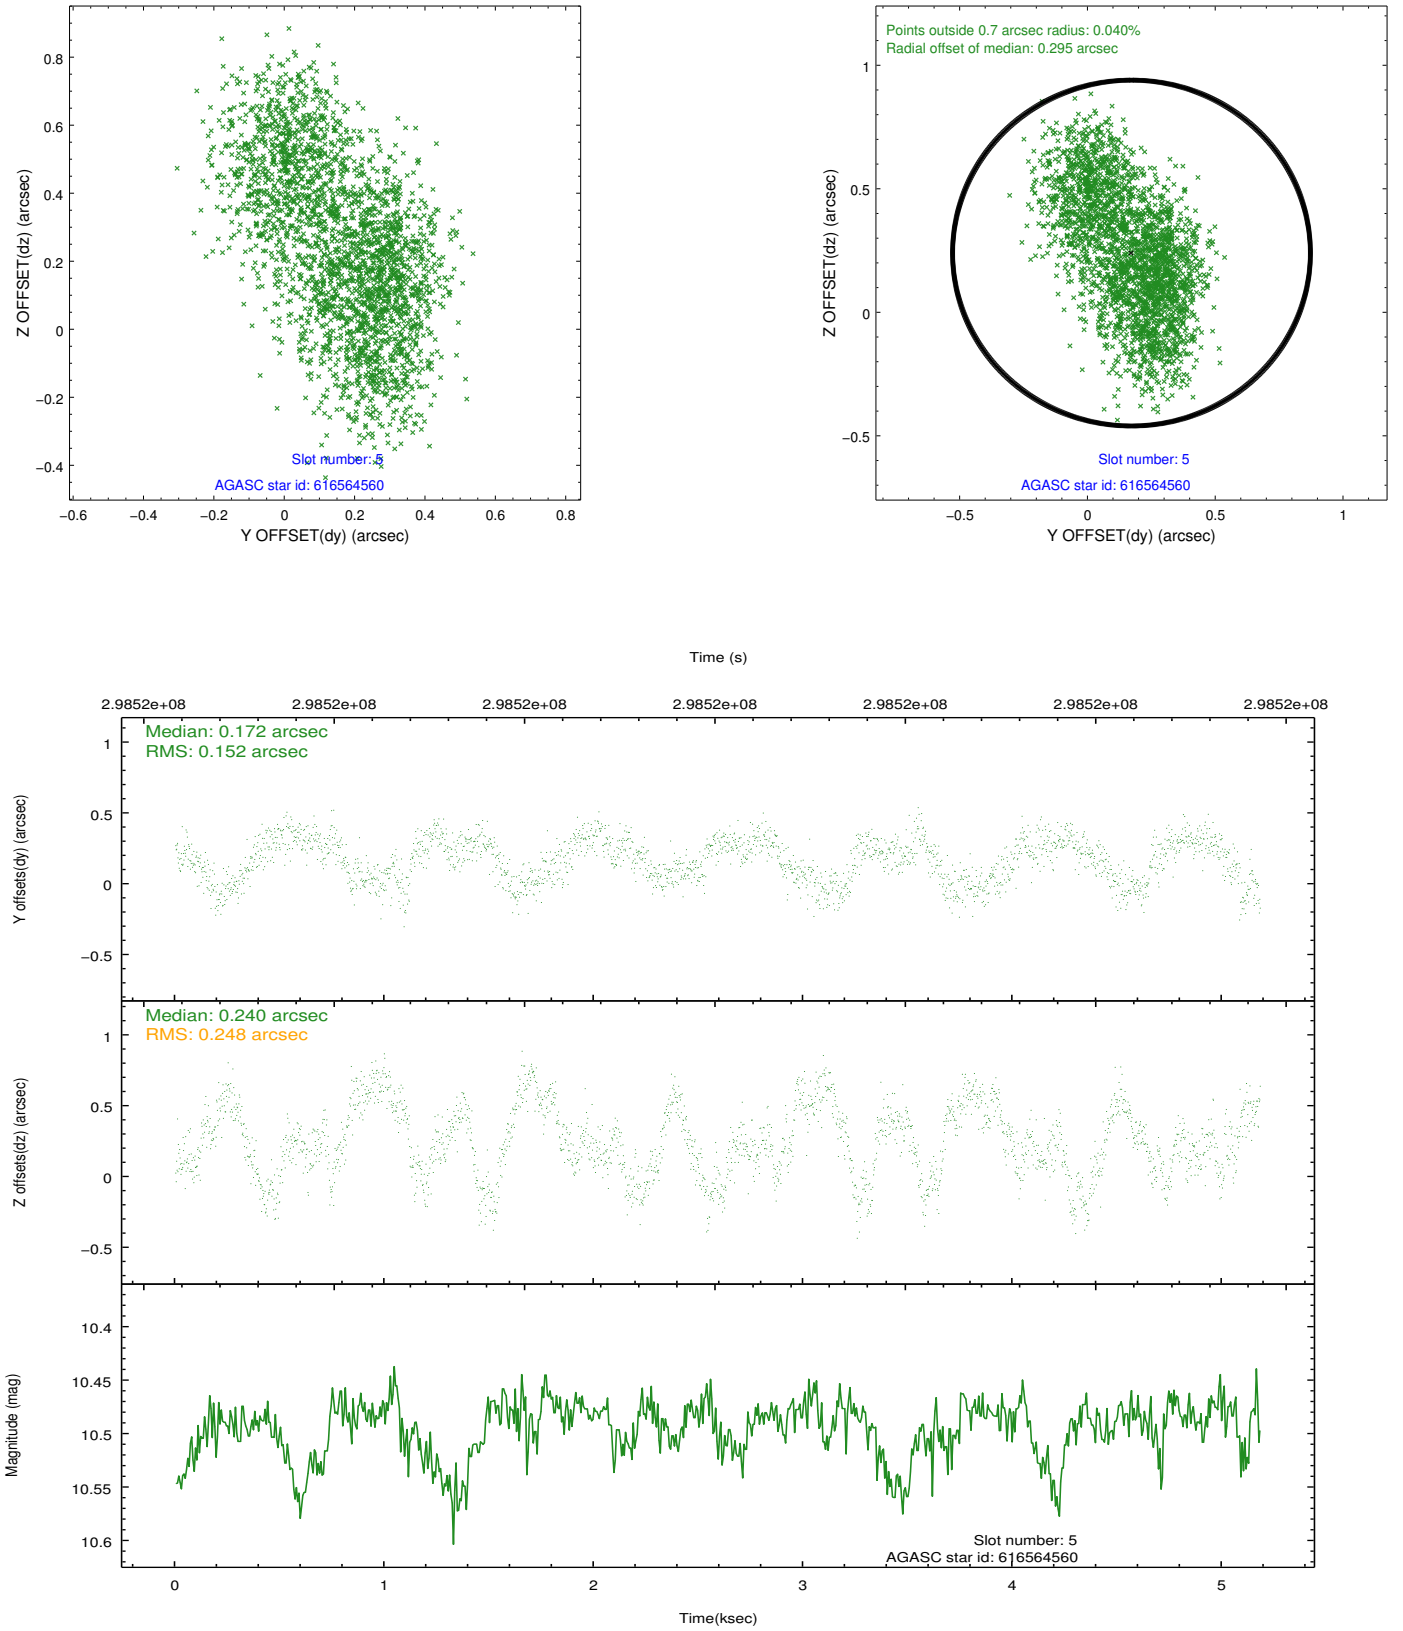 0.8
0.6
0.4
0.2
0
−0.2
−0.4
Z OFFSET(dz) (arcsec)
Slot number: 5
AGASC star id: 616564560
−0.6 −0.4 −0.2 0 0.2 0.4 0.6 0.8
Y OFFSET(dy) (arcsec)
Points outside 0.7 arcsec radius: 0.040%
Radial offset of median: 0.295 arcsec
1
0.5
0
−0.5
Z OFFSET(dz) (arcsec)
Slot number: 5
AGASC star id: 616564560
−0.5 0 0.5 1
Y OFFSET(dy) (arcsec)
Time (s)
2.9852e+08 2.9852e+08 2.9852e+08 2.9852e+08 2.9852e+08 2.9852e+08 2.9852e+08
Median: 0.172 arcsec
RMS: 0.152 arcsec
1
0.5
0
−0.5
Y offsets(dy) (arcsec)
Median: 0.240 arcsec
RMS: 0.248 arcsec
1
0.5
0
−0.5
Z offsets(dz) (arcsec)
10.4
10.45
10.5
10.55
10.6
Magnitude (mag)
Slot number: 5
AGASC star id: 616564560
0 1 2 3 4 5
Time(ksec)